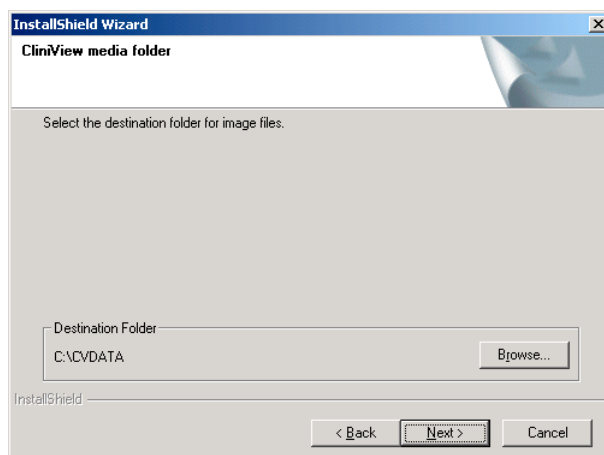 InstallShield Wizard
CliniView media folder
Select the destination folder for image files.
Destination Folder
C:\CVDATA
Browse...
InstallShield
< Back
Next >
Cancel